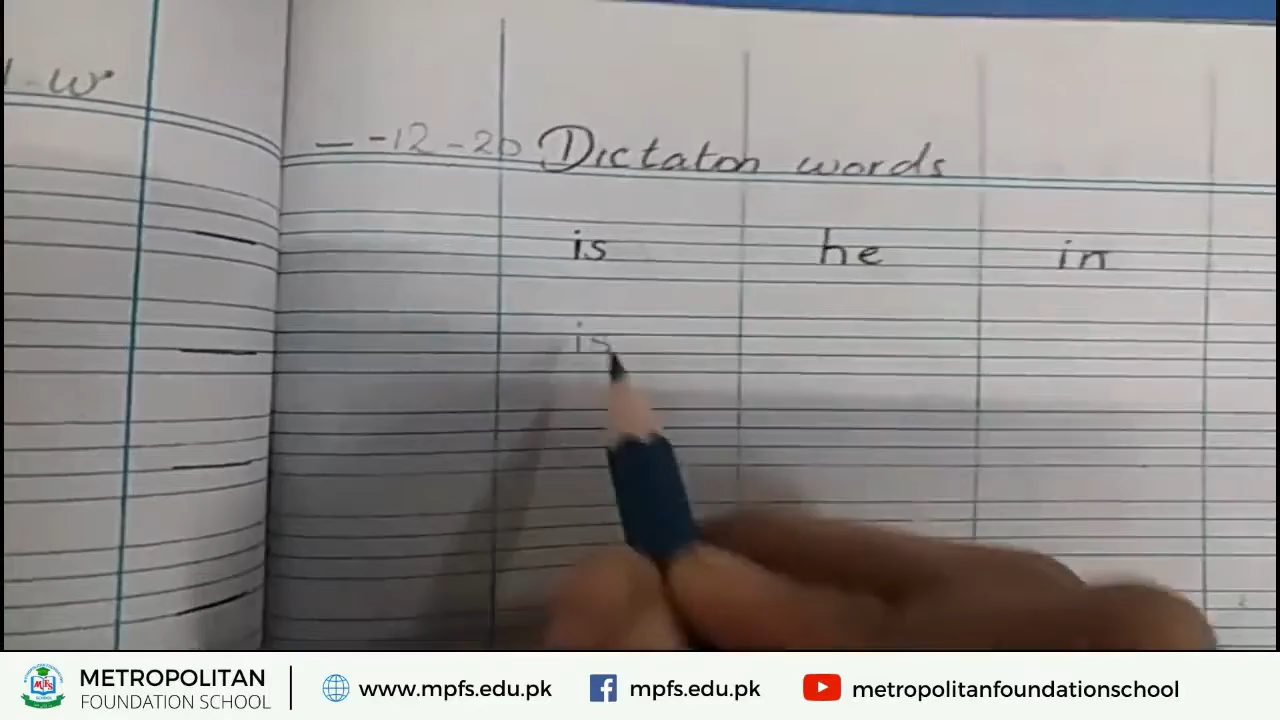 - w
_ -12 -20 Dictaton words
is he in
is
METROPOLITAN
FOUNDATION SCHOOL
www.mpfs.edu.pk
mpfs.edu.pk
metropolitanfoundationschool